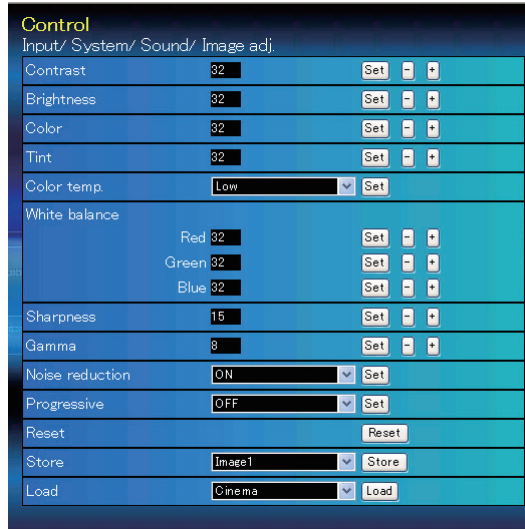 Control
Input/ System/ Sound/ Image adj.
Contrast 32 Set - +
Brightness 32 Set - +
Color 32 Set - +
Tint 32 Set - +
Color temp. Low Set
White balance
Red 32 Set - +
Green 32 Set - +
Blue 32 Set - +
Sharpness 15 Set - +
Gamma 8 Set - +
Noise reduction ON Set
Progressive OFF Set
Reset Reset
Store Image1 Store
Load Cinema Load